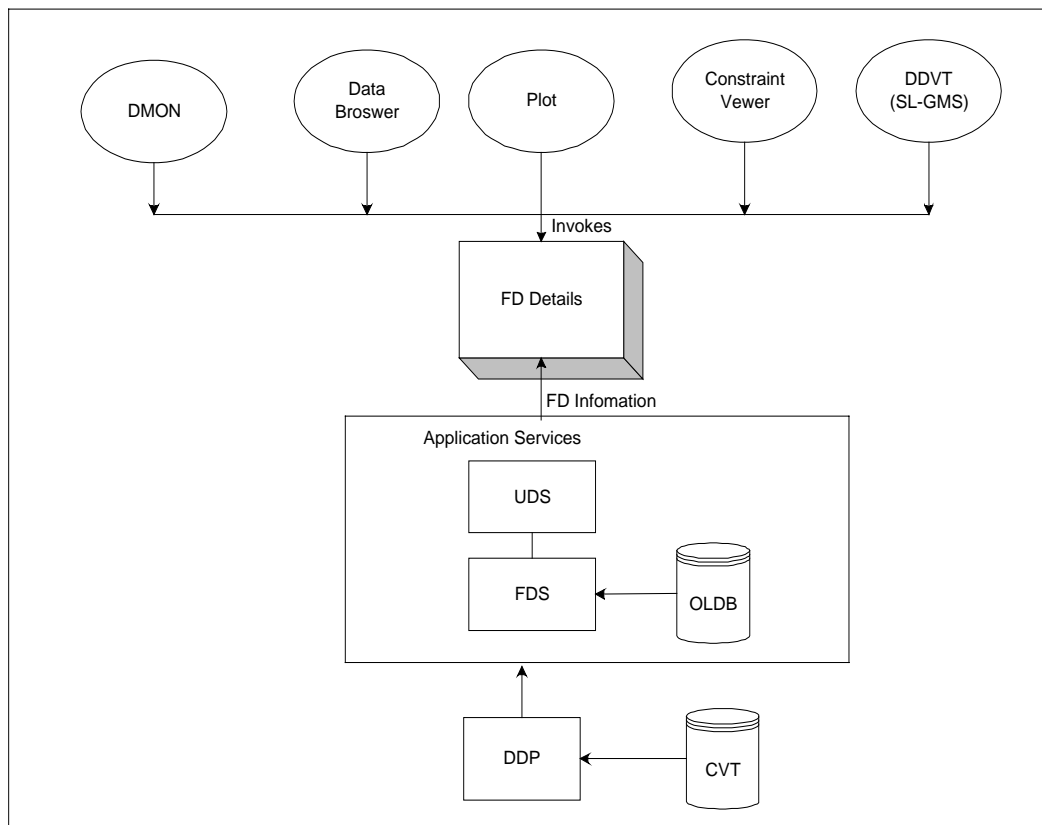 DMON
Data
Broswer
Plot
Constraint
Vewer
DDVT
(SL-GMS)
Invokes
FD Details
FD Infomation
Application Services
UDS
FDS
OLDB
DDP
CVT